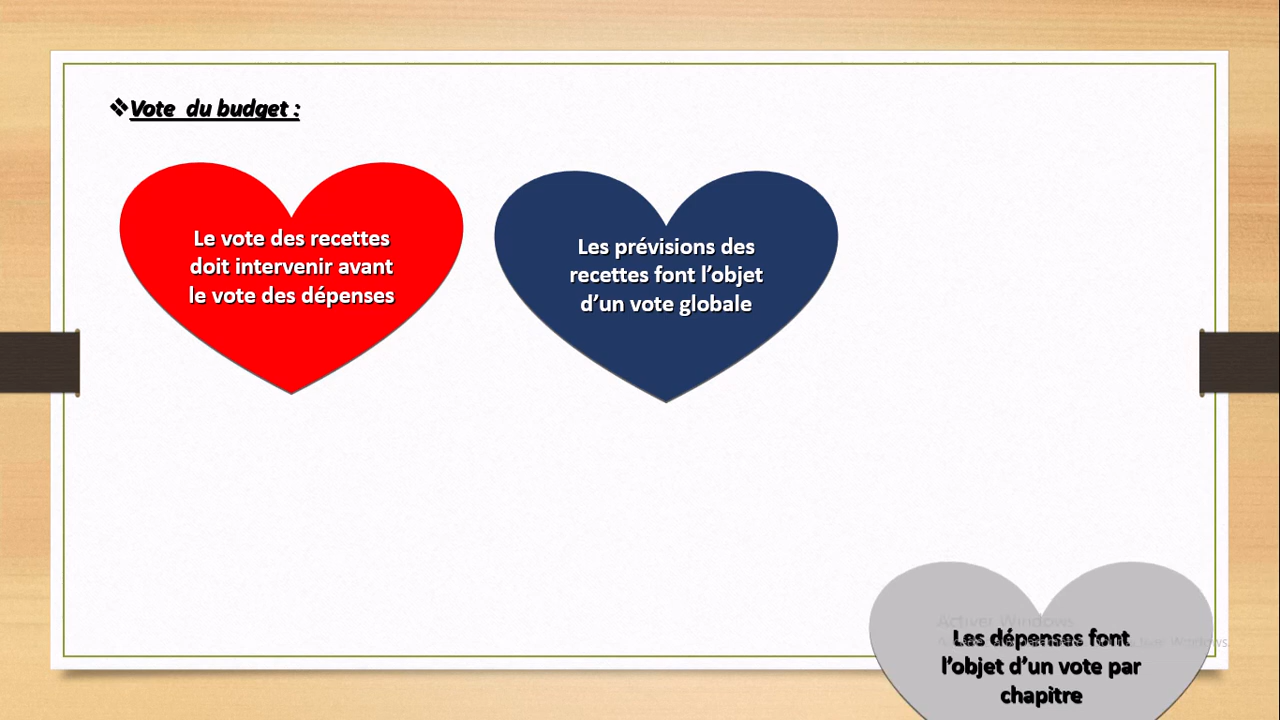 ❖Vote du budget :
Le vote des recettes
doit intervenir avant
le vote des dépenses
Les prévisions des
recettes font l’objet
d’un vote globale
Activer Windows
Les dépenses font
l’objet d’un vote par
chapitre